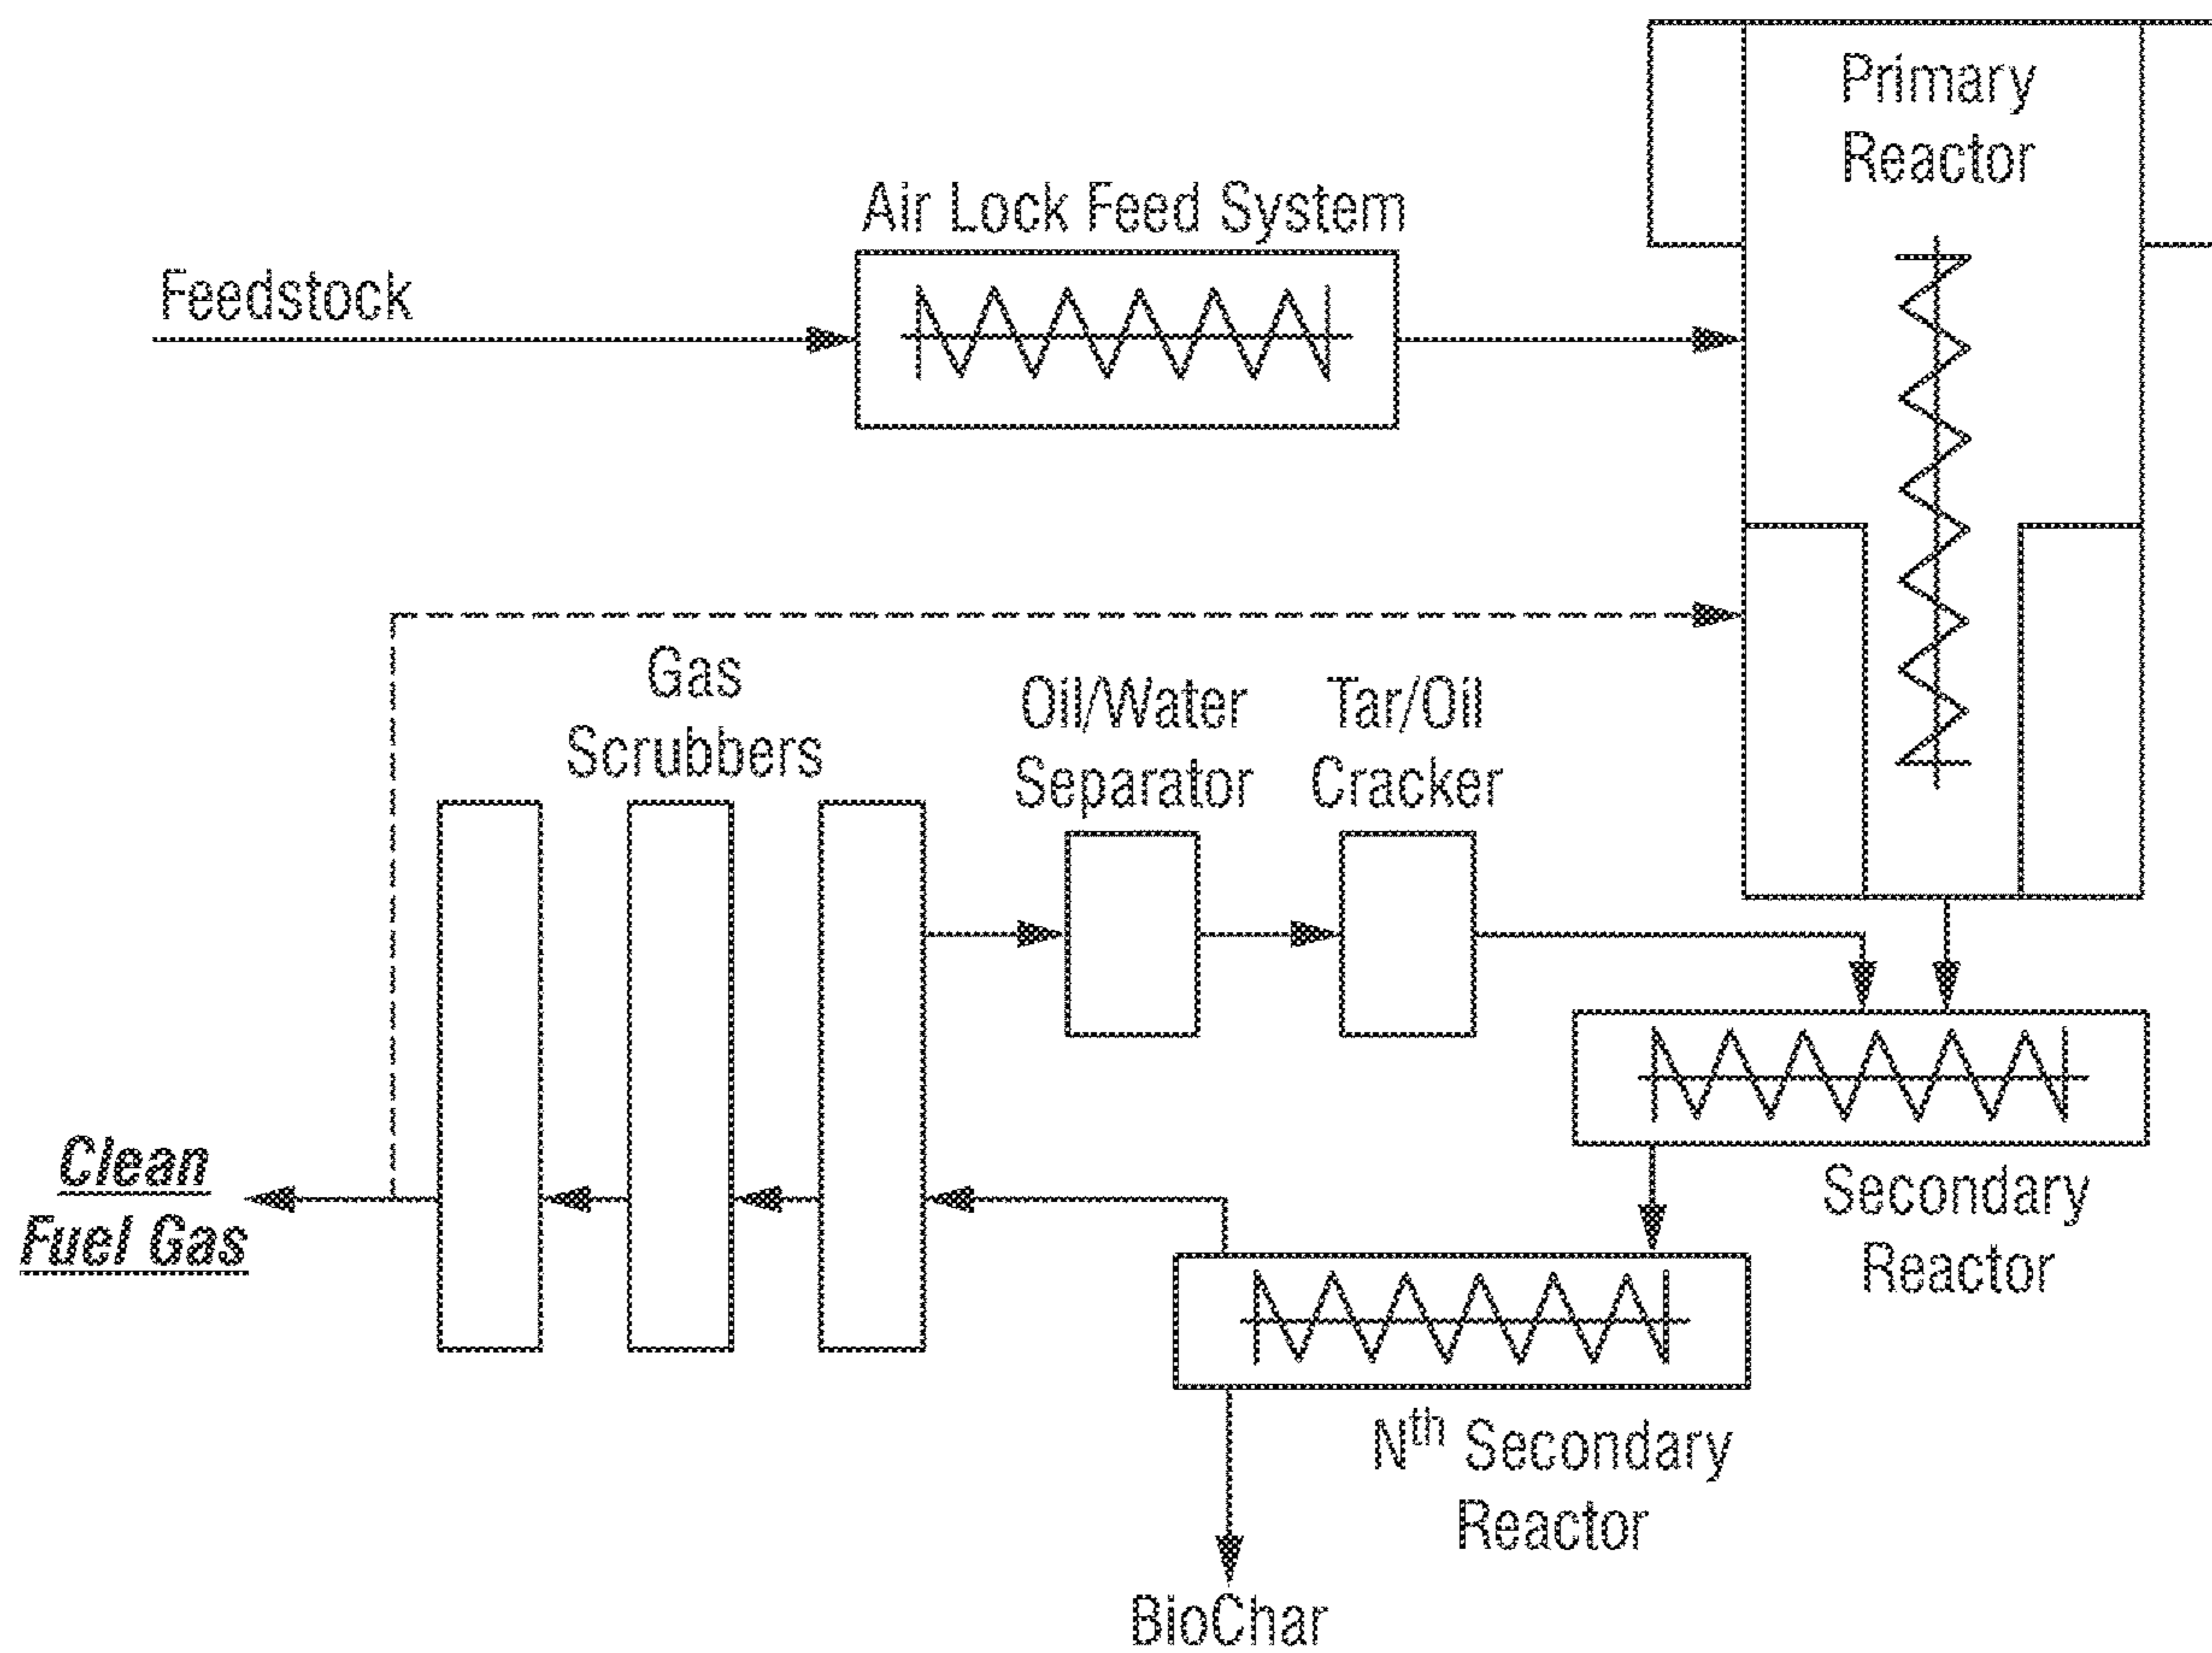 Primary
Reactor
Air Lock Feed System
Feedstock
Gas
Scrubbers
Oil/Water
Separator
Tar/Oil
Cracker
Clean
Fuel Gas
Secondary
Reactor
Nth Secondary
Reactor
BioChar